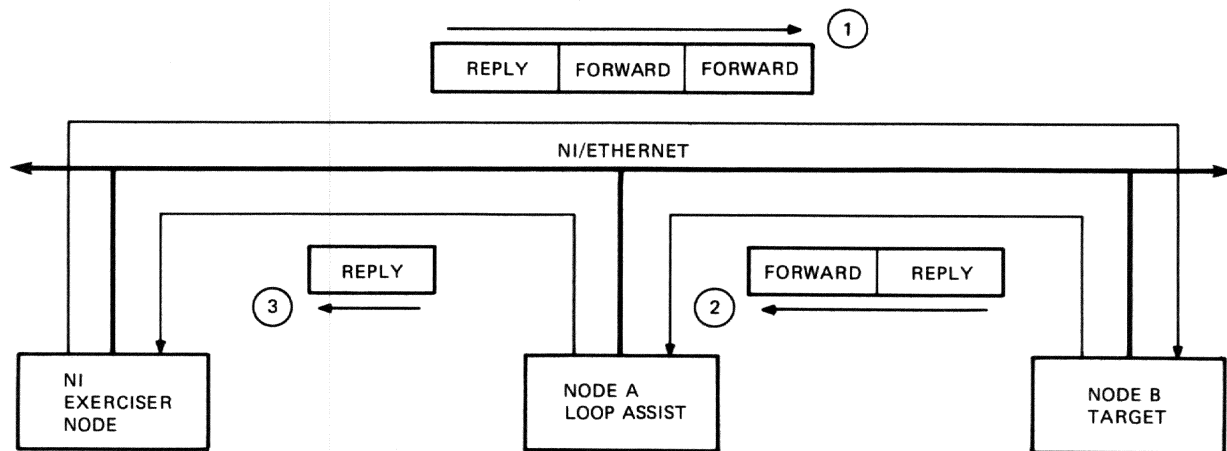 1
REPLY FORWARD FORWARD
NI/ETHERNET
REPLY
3
FORWARD REPLY
2
NI
EXERCISER
NODE
NODE A
LOOP ASSIST
NODE B
TARGET